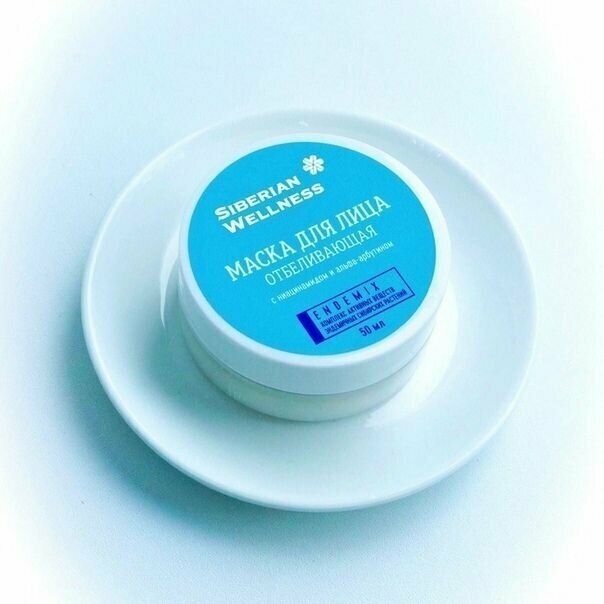 SIBERIAN
WELLNESS
МАСКА ДЛЯ ЛИЦА
ОТБЕЛИВАЮЩАЯ
с ниацинамидом и альфа-арбутином
ENDEMIX
КОМПЛЕКС АКТИВНЫХ ВЕЩЕСТВ
ЭНДЕМИЧНЫХ СИБИРСКИХ РАСТЕНИЙ
50 мл